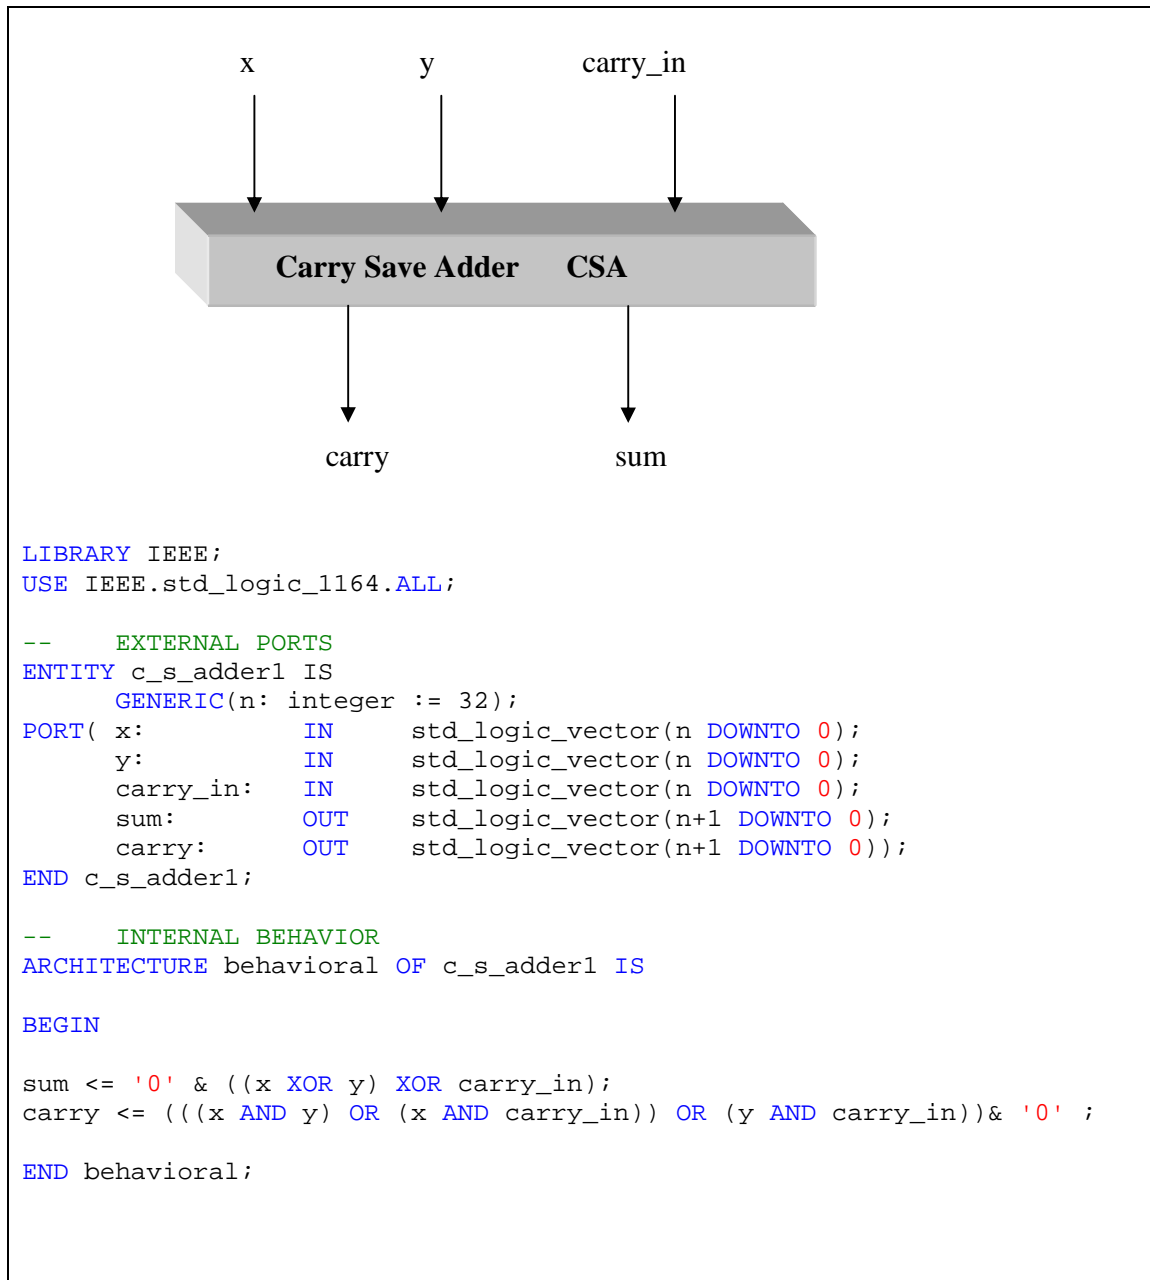 x y carry_in
Carry Save Adder CSA
carry sum
LIBRARY IEEE;
USE IEEE.std_logic_1164.ALL;
-- EXTERNAL PORTS
ENTITY c_s_adder1 IS
GENERIC(n: integer := 32);
PORT( x: IN std_logic_vector(n DOWNTO 0);
y: IN std_logic_vector(n DOWNTO 0);
carry_in: IN std_logic_vector(n DOWNTO 0);
sum: OUT std_logic_vector(n+1 DOWNTO 0);
carry: OUT std_logic_vector(n+1 DOWNTO 0));
END c_s_adder1;
-- INTERNAL BEHAVIOR
ARCHITECTURE behavioral OF c_s_adder1 IS
BEGIN
sum <= '0' & ((x XOR y) XOR carry_in);
carry <= (((x AND y) OR (x AND carry_in)) OR (y AND carry_in))& '0' ;
END behavioral;